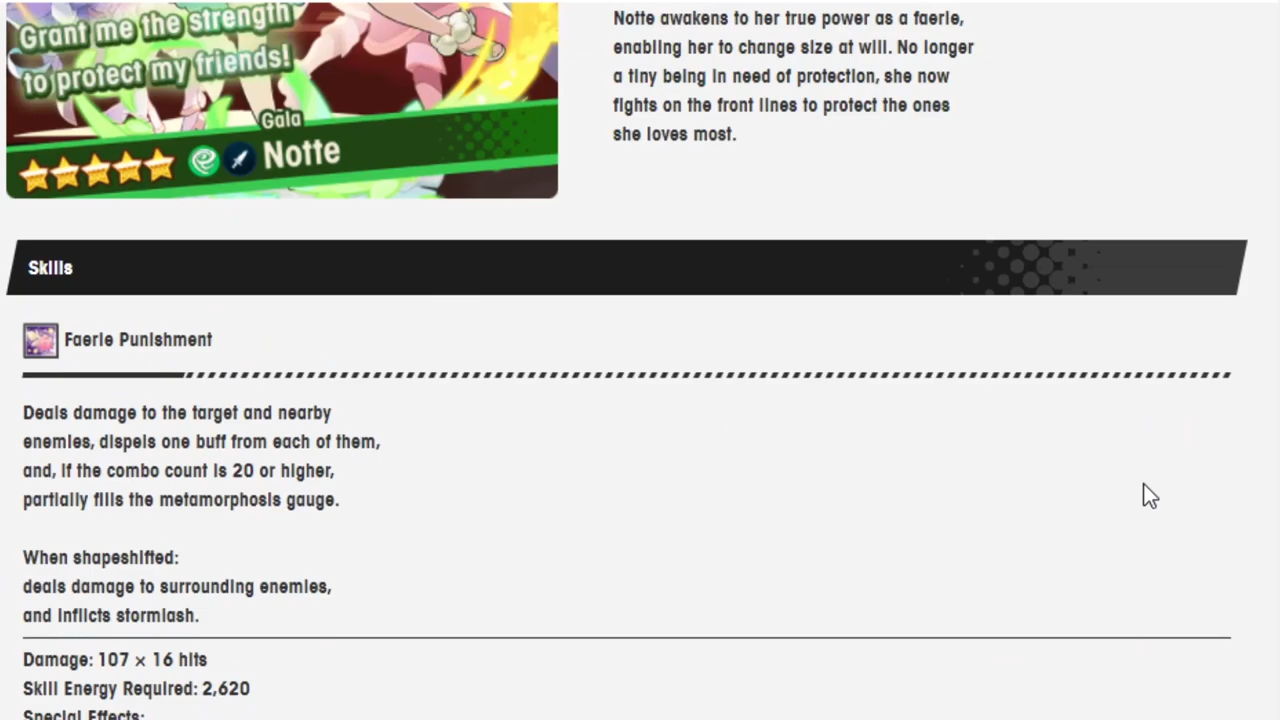 Grant me the strength
to protect my friends!
Gala
Notte
Notte awakens to her true power as a faerie,
enabling her to change size at will. No longer
a tiny being in need of protection, she now
fights on the front lines to protect the ones
she loves most.
Skills
Faerie Punishment
Deals damage to the target and nearby
enemies, dispels one buff from each of them,
and, if the combo count is 20 or higher,
partially fills the metamorphosis gauge.
When shapeshifted:
deals damage to surrounding enemies,
and inflicts stormlash.
Damage: 107 × 16 hits
Skill Energy Required: 2,620
Special Effects: